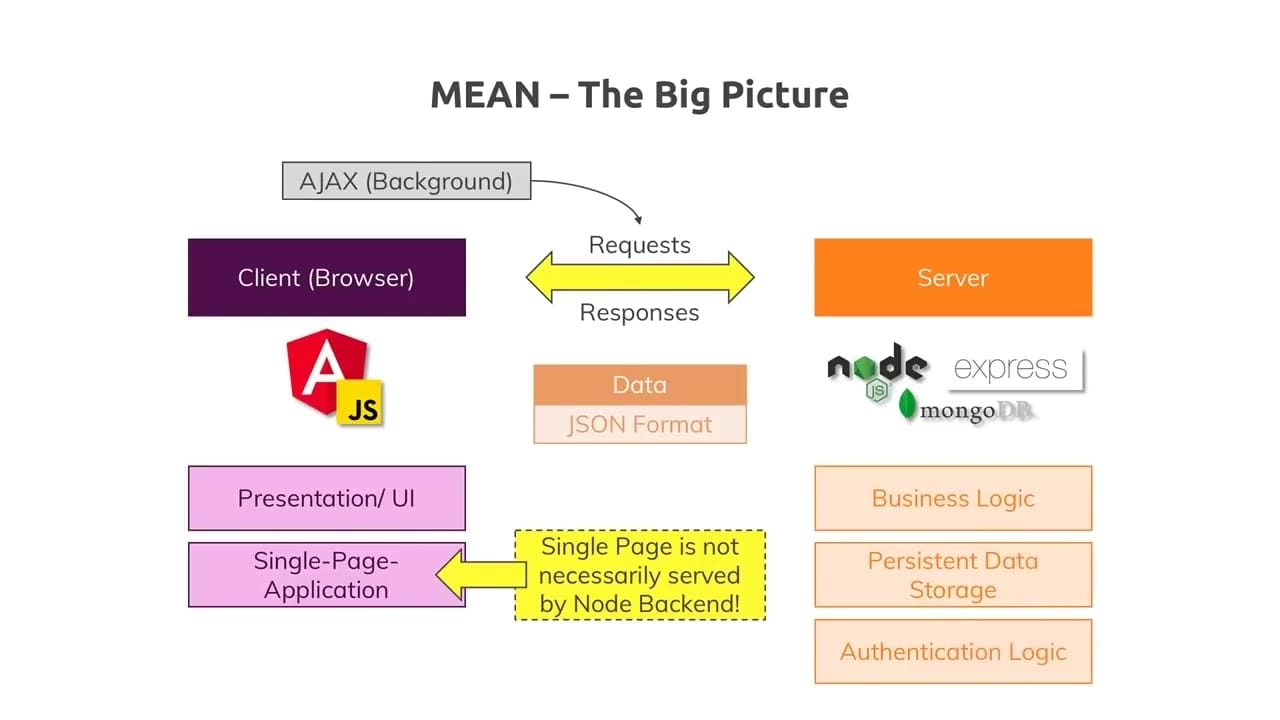 MEAN – The Big Picture
AJAX (Background)
Requests
Client (Browser)
Server
Responses
A
JS
node
JS
express
mongoDB
Data
JSON Format
Presentation/ UI
Business Logic
Single-Page-
Application
Single Page is not
necessarily served
by Node Backend!
Persistent Data
Storage
Authentication Logic